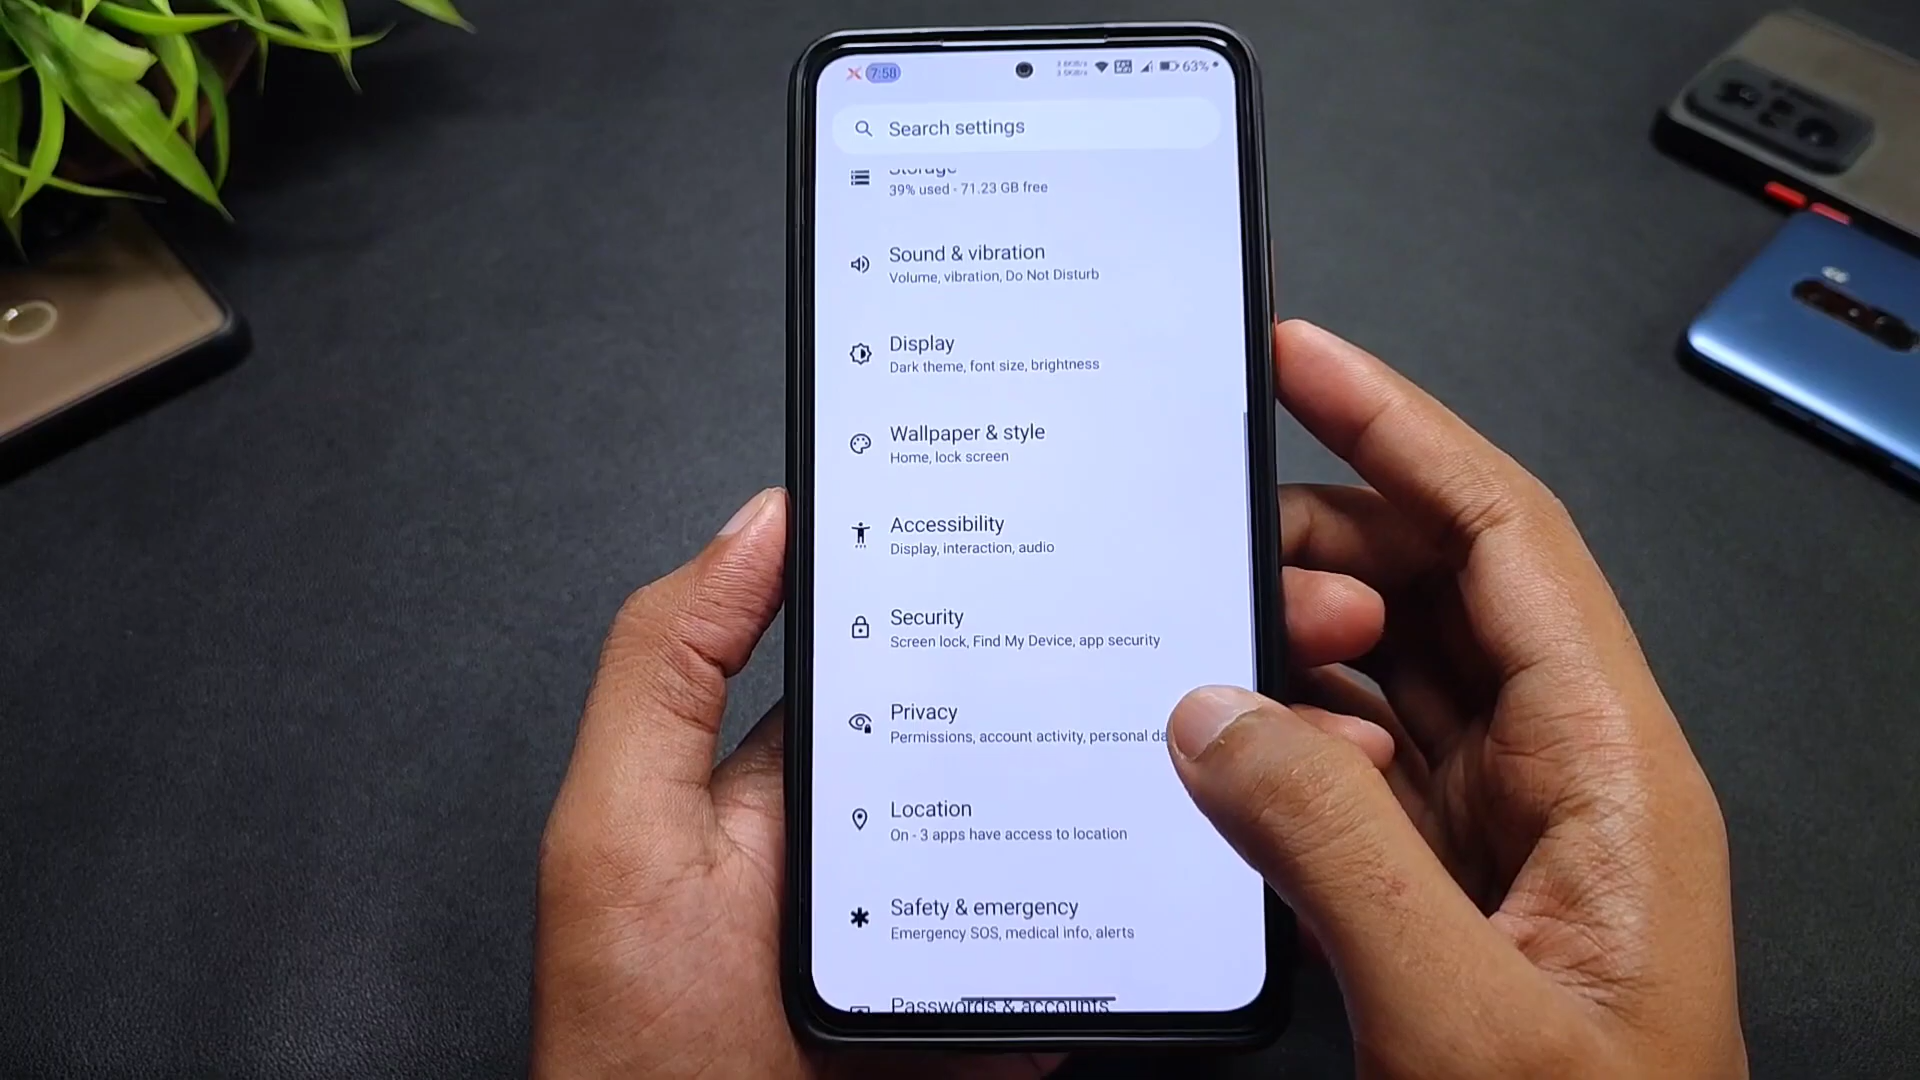 7:58
63%
Search settings
Storage
39% used - 71.23 GB free
Sound & vibration
Volume, vibration, Do Not Disturb
Display
Dark theme, font size, brightness
Wallpaper & style
Home, lock screen
Accessibility
Display, interaction, audio
Security
Screen lock, Find My Device, app security
Privacy
Permissions, account activity, personal da
Location
On - 3 apps have access to location
Safety & emergency
Emergency SOS, medical info, alerts
Passwords & accounts